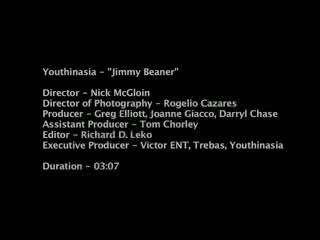 Youthinasia - "Jimmy Beaner"
Director - Nick McGloin
Director of Photography - Rogelio Cazares
Producer - Greg Elliott, Joanne Giacco, Darryl Chase
Assistant Producer - Tom Chorley
Editor - Richard D. Leko
Executive Producer - Victor ENT, Trebas, Youthinasia
Duration - 03:07